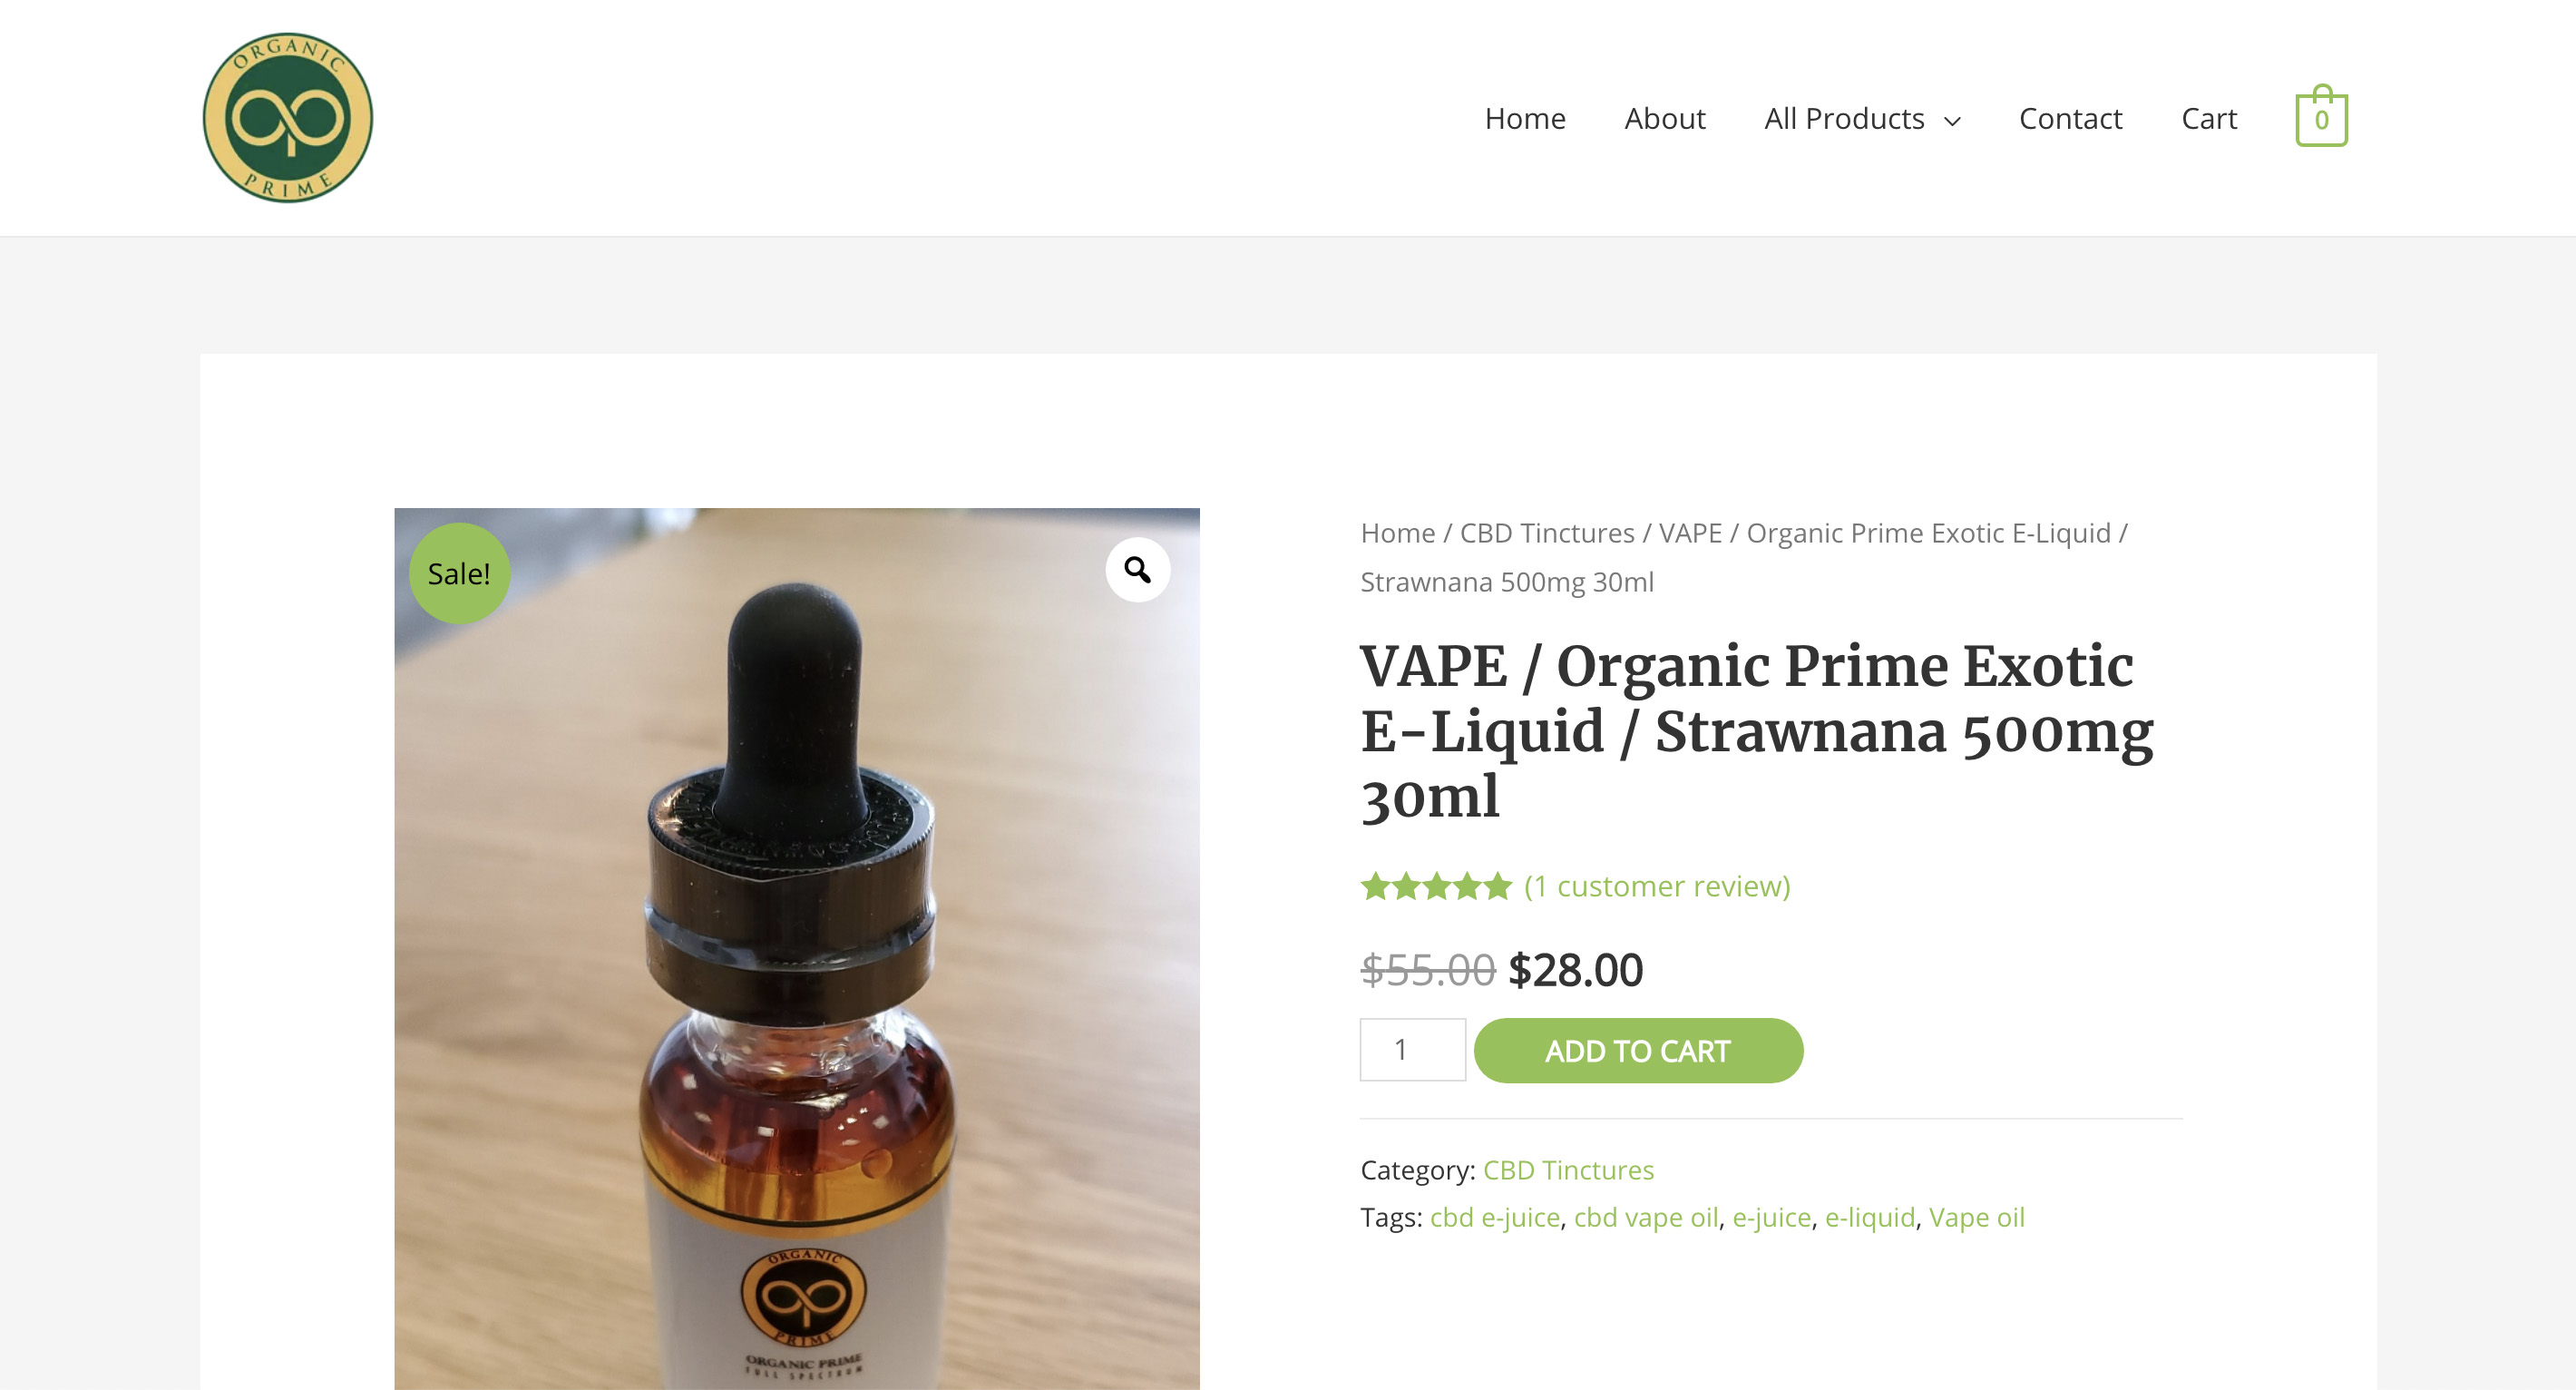 ORGANIC
PRIME
Home About All Products Contact Cart 0
Sale!
Home / CBD Tinctures / VAPE / Organic Prime Exotic E-Liquid /
Strawnana 500mg 30ml
VAPE / Organic Prime Exotic
E-Liquid / Strawnana 500mg
30ml
(1 customer review)
$55.00 $28.00
1 ADD TO CART
Category: CBD Tinctures
Tags: cbd e-juice, cbd vape oil, e-juice, e-liquid, Vape oil
ORGANIC
PRIME
ORGANIC PRIME
FULL SPECTRUM